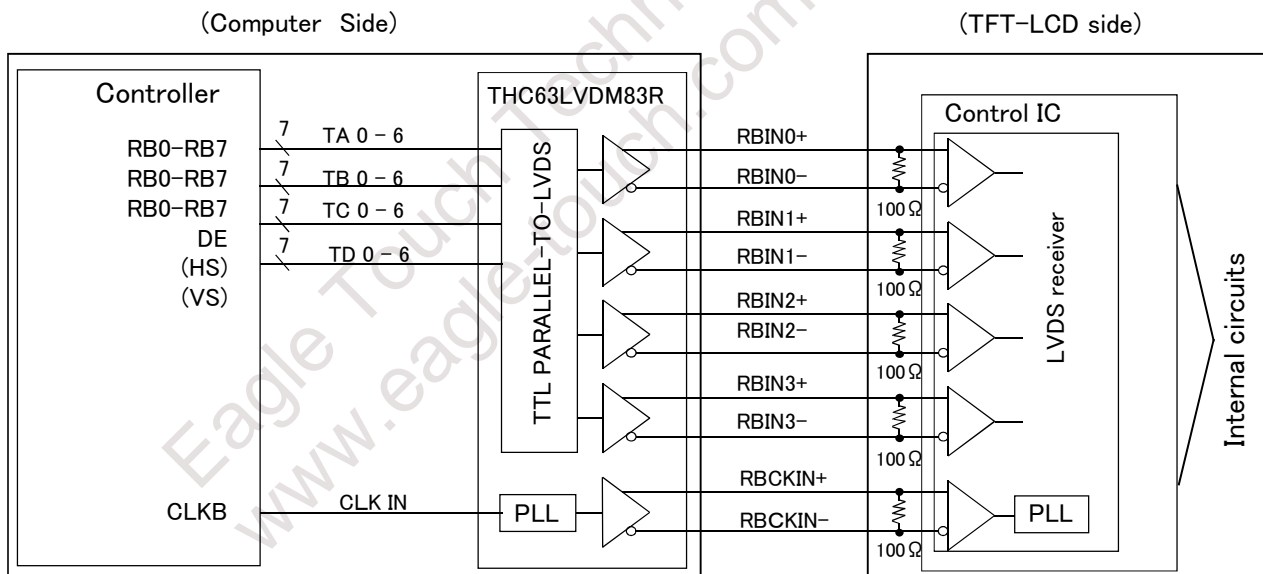 (Computer Side)
(TFT-LCD side)
Controller
RB0-RB7
RB0-RB7
RB0-RB7
DE
(HS)
(VS)
CLKB
7
TA 0 - 6
7
TB 0 - 6
7
TC 0 - 6
7
TD 0 - 6
CLK IN
THC63LVDM83R
TTL PARALLEL-TO-LVDS
PLL
RBIN0+
RBIN0-
RBIN1+
RBIN1-
RBIN2+
RBIN2-
RBIN3+
RBIN3-
RBCKIN+
RBCKIN-
100Ω
100Ω
100Ω
100Ω
100Ω
Control IC
LVDS receiver
PLL
Internal circuits
Eagle Touch
www.eagle-touch.com